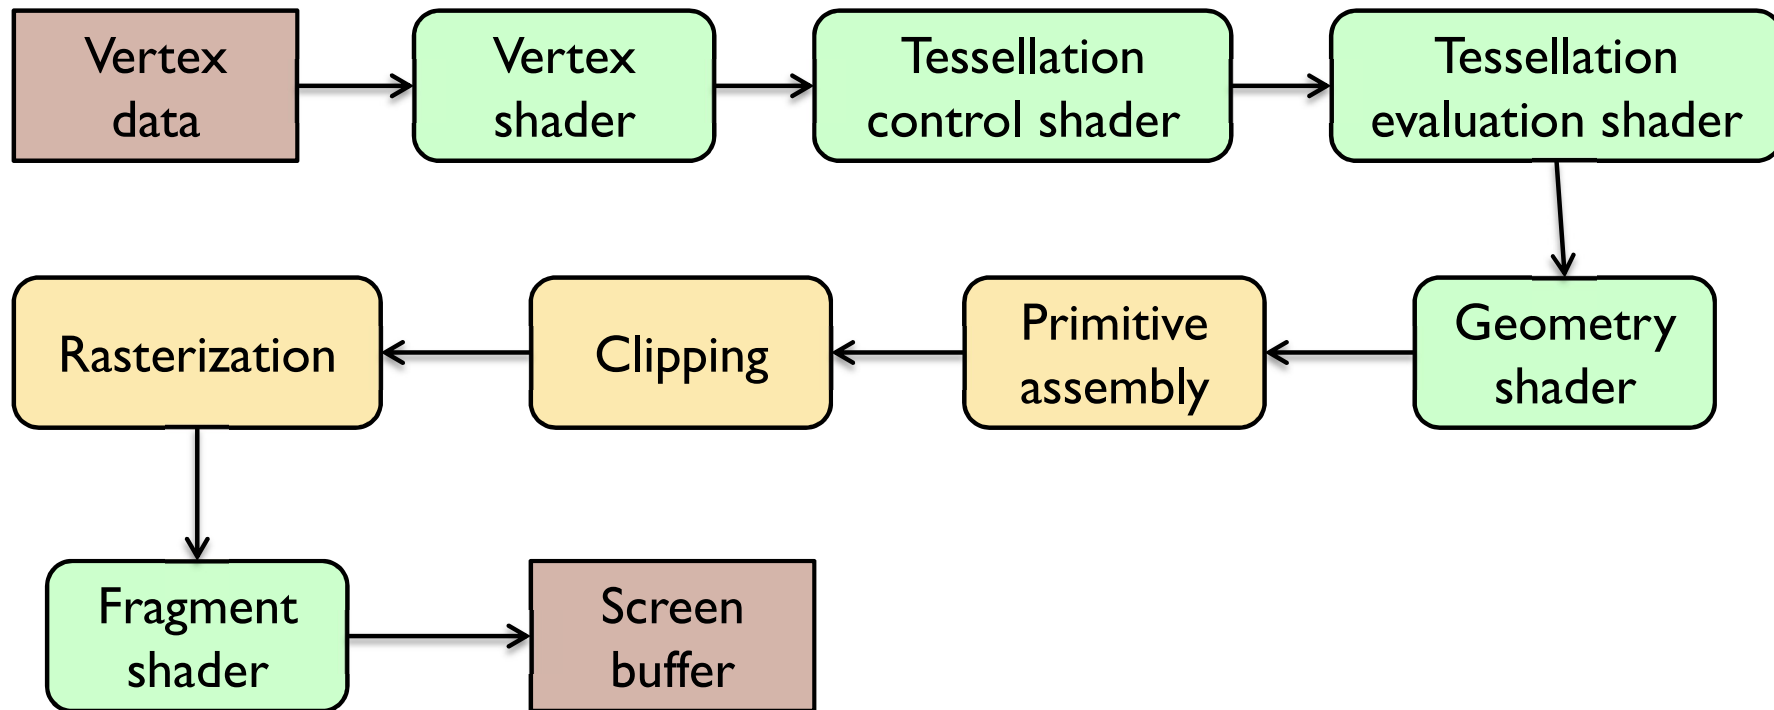 Vertex
data
Vertex
shader
Tessellation
control shader
Tessellation
evaluation shader
Geometry
shader
Primitive
assembly
Clipping
Rasterization
Fragment
shader
Screen
buffer